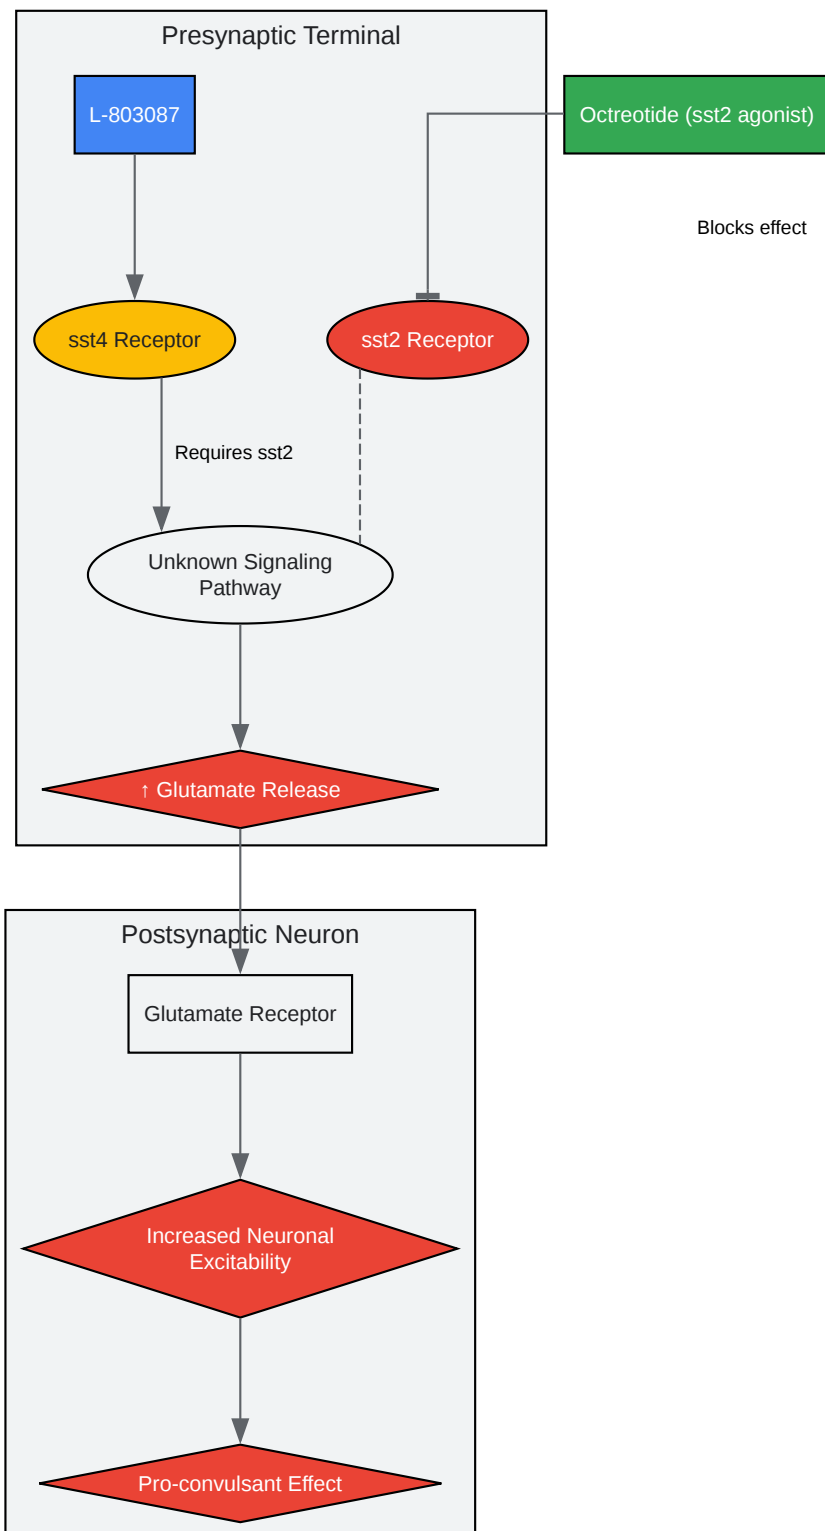 Presynaptic Terminal
L-803087
Octreotide (sst2 agonist)
Blocks effect
sst4 Receptor
sst2 Receptor
Requires sst2
Unknown Signaling
Pathway
↑ Glutamate Release
Postsynaptic Neuron
Glutamate Receptor
Increased Neuronal
Excitability
Pro-convulsant Effect